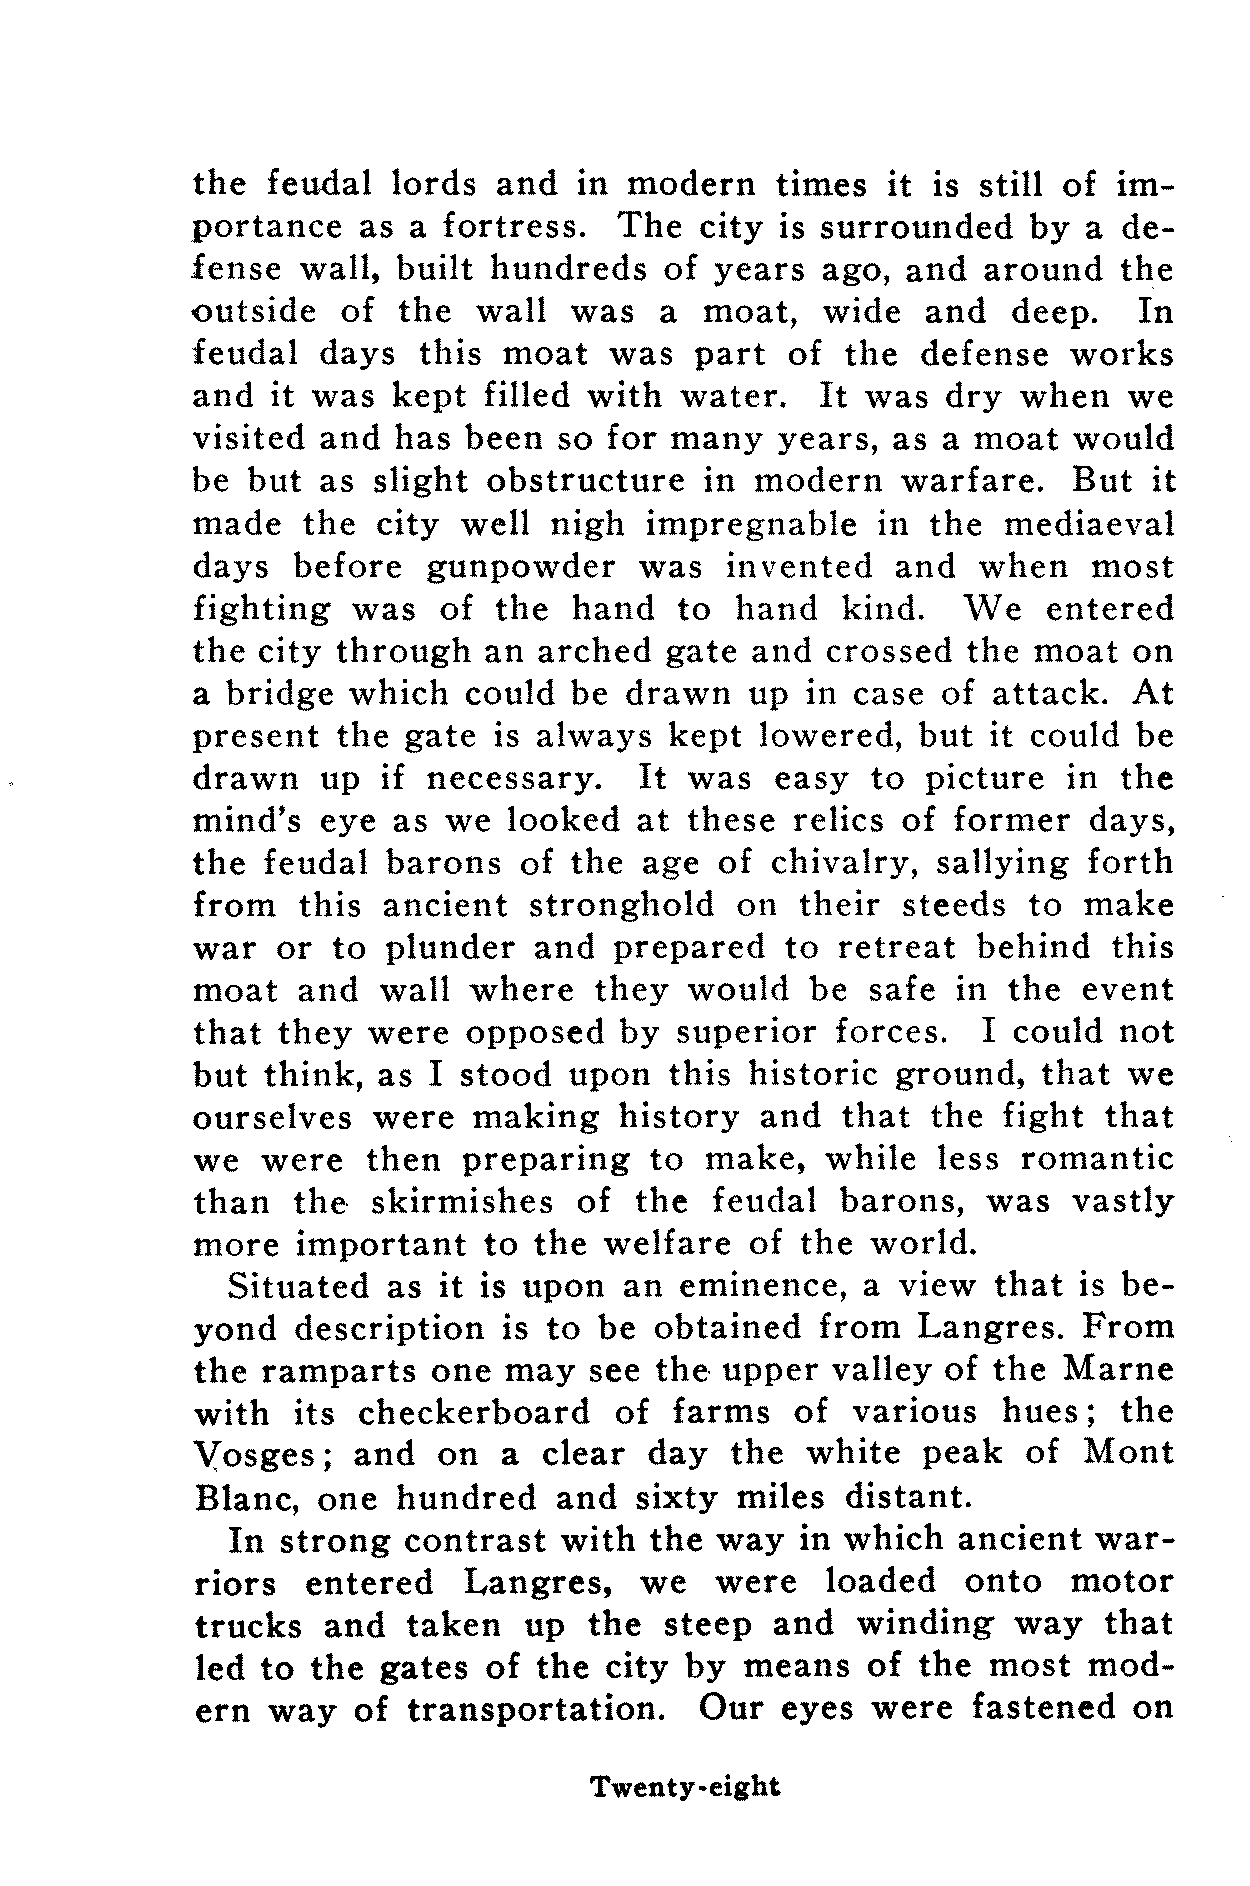 the feudal lords and in modern times it is still of im-
portance as a fortress. The city is surrounded by a de-
fense wall, built hundreds of years ago, and around the
outside of the wall was a moat, wide and deep. In
feudal days this moat was part of the defense works
and it was kept filled with water. It was dry when we
visited and has been so for many years, as a moat would
be but as slight obstructure in modern warfare. But it
made the city well nigh impregnable in the mediaeval
days before gunpowder was invented and when most
fighting was of the hand to hand kind. We entered
the city through an arched gate and crossed the moat on
a bridge which could be drawn up in case of attack. At
present the gate is always kept lowered, but it could be
drawn up if necessary. It was easy to picture in the
mind's eye as we looked at these relics of former days,
the feudal barons of the age of chivalry, sallying forth
from this ancient stronghold on their steeds to make
war or to plunder and prepared to retreat behind this
moat and wall where they would be safe in the event
that they were opposed by superior forces. I could not
but think, as I stood upon this historic ground, that we
ourselves were making history and that the fight that
we were then preparing to make, while less romantic
than the skirmishes of the feudal barons, was vastly
more important to the welfare of the world.
Situated as it is upon an eminence, a view that is be-
yond description is to be obtained from Langres. From
the ramparts one may see the upper valley of the Marne
with its checkerboard of farms of various hues; the
Vosges; and on a clear day the white peak of Mont
Blanc, one hundred and sixty miles distant.
In strong contrast with the way in which ancient war-
riors entered Langres, we were loaded onto motor
trucks and taken up the steep and winding way that
led to the gates of the city by means of the most mod-
ern way of transportation. Our eyes were fastened on
Twenty-eight